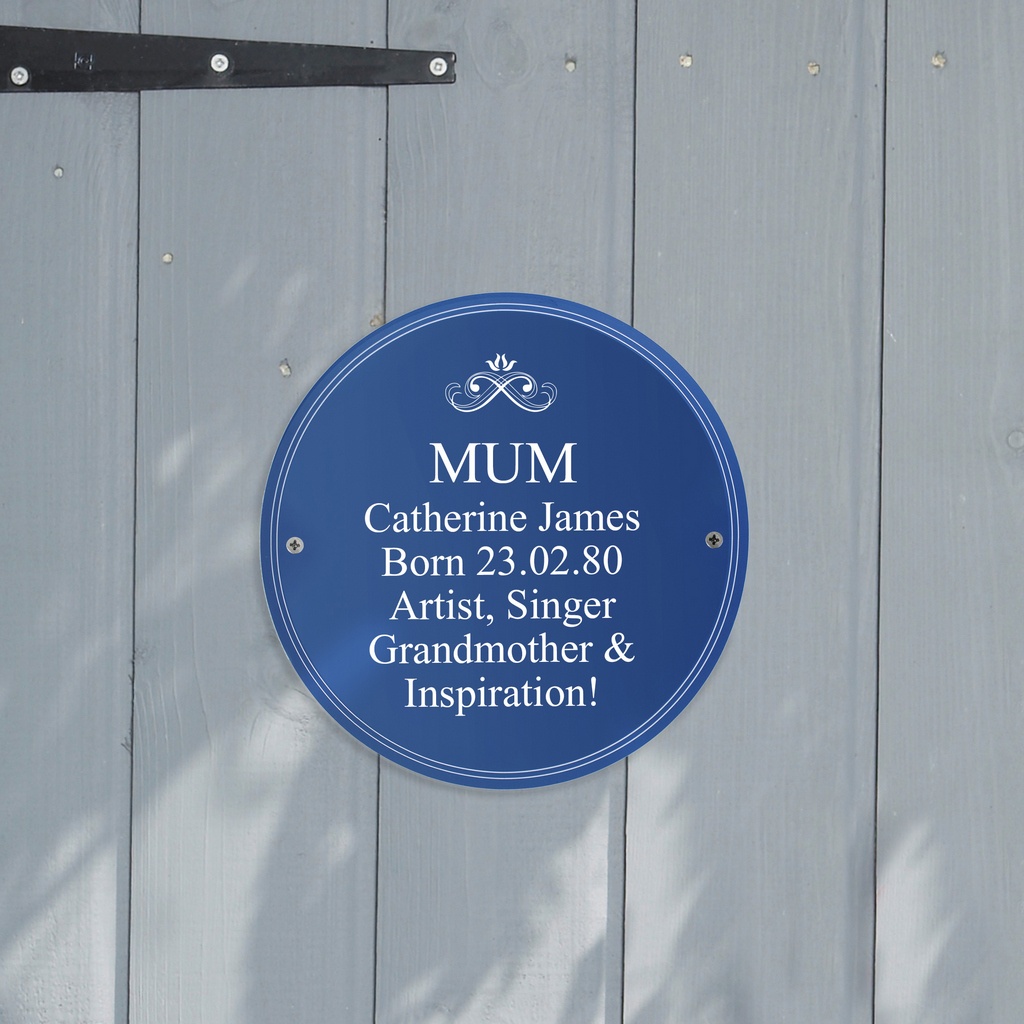 MUM
Catherine James
Born 23.02.80
Artist, Singer
Grandmother &
Inspiration!